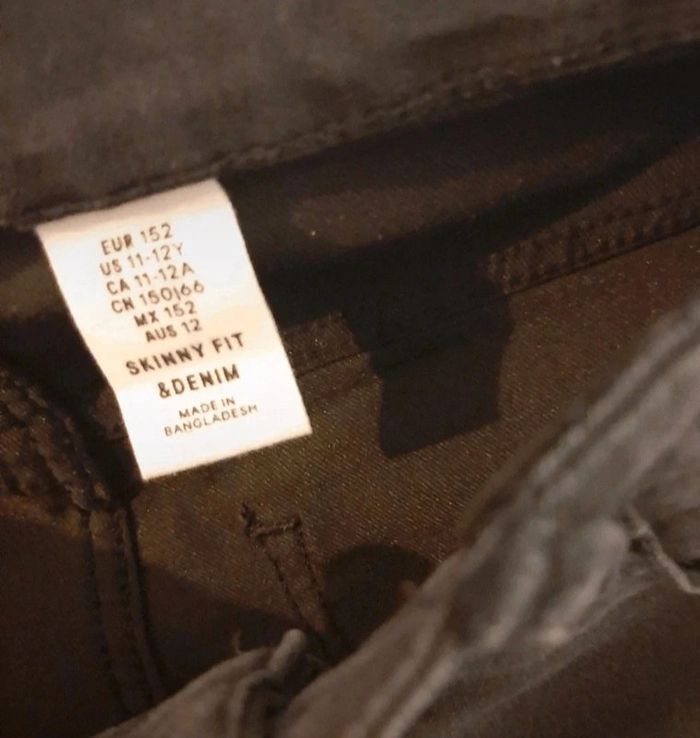 EUR 152
US 11-12Y
CA 11-12A
CN 150|66
MX 152
AUS 12
SKINNY FIT
&DENIM
MADE IN
BANGLADESH